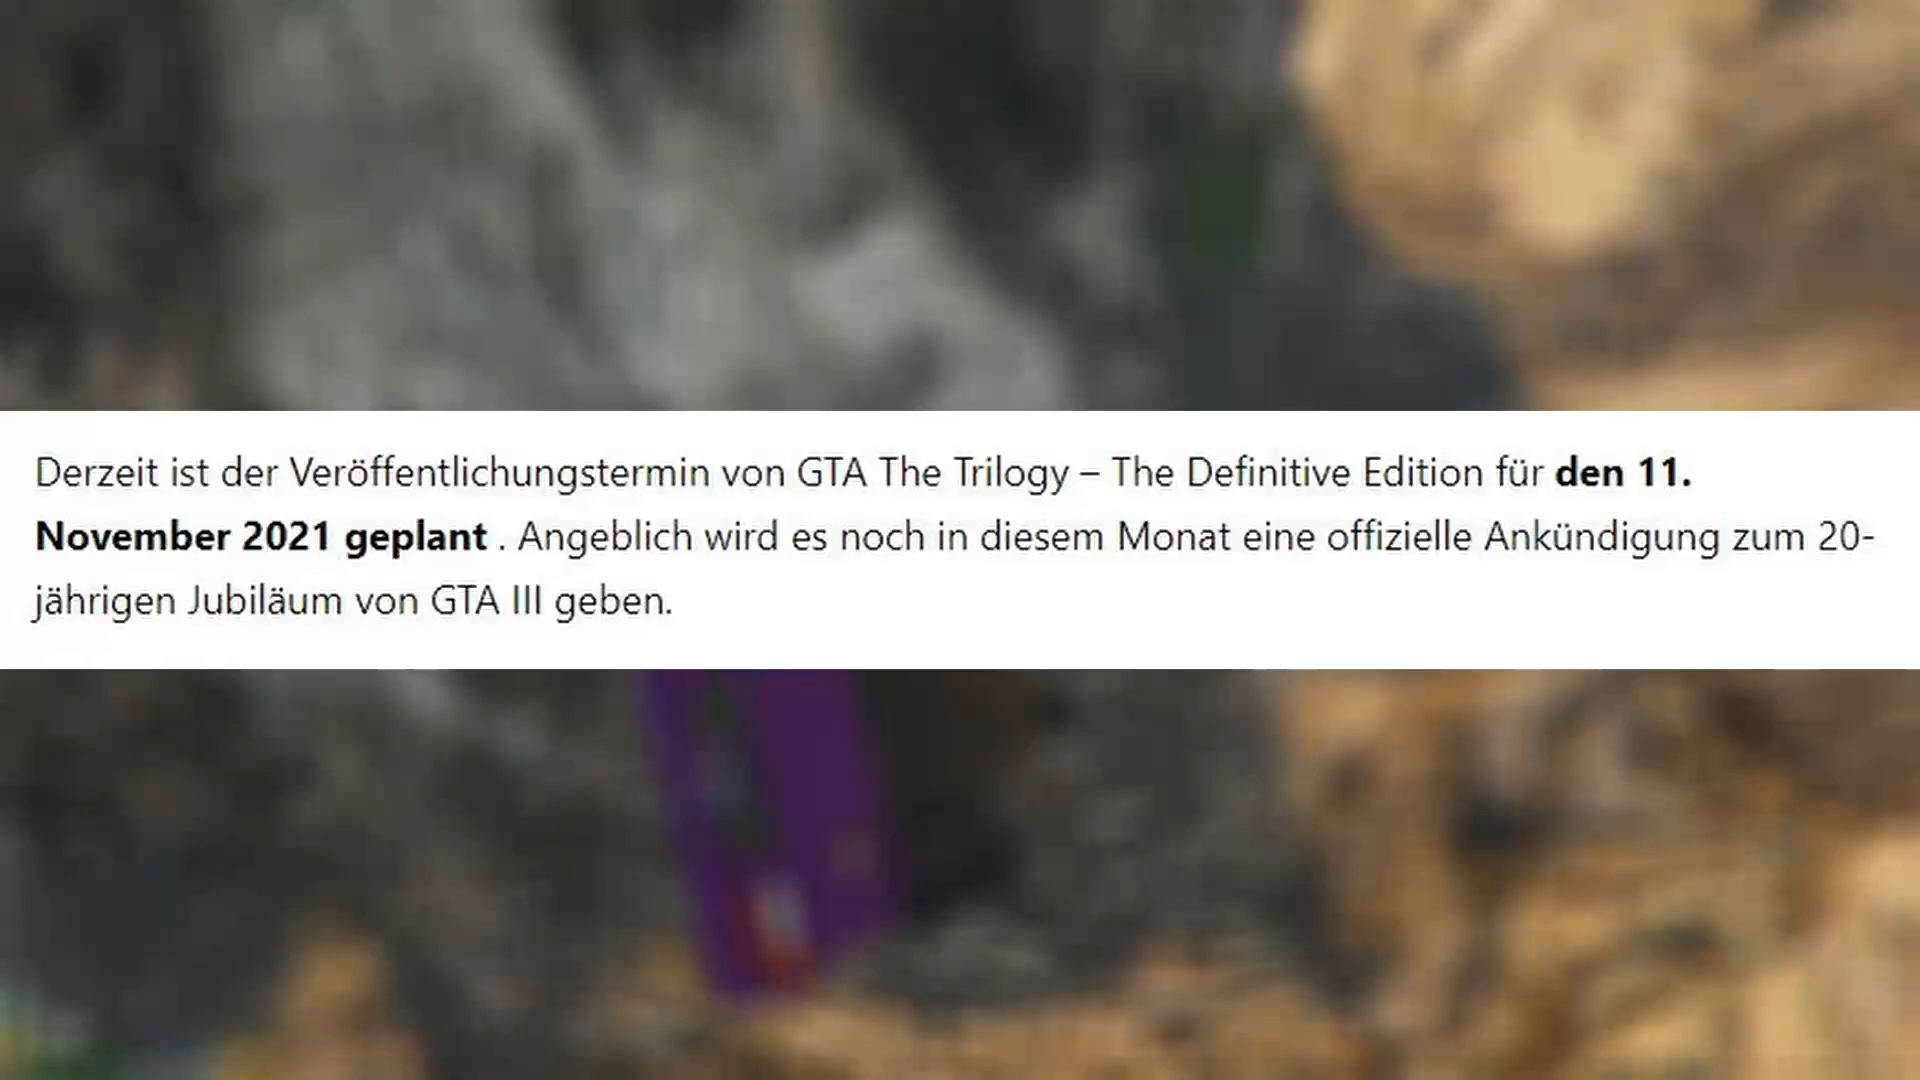 Derzeit ist der Veröffentlichungstermin von GTA The Trilogy – The Definitive Edition für den 11.
November 2021 geplant . Angeblich wird es noch in diesem Monat eine offizielle Ankündigung zum 20-
jährigen Jubiläum von GTA III geben.